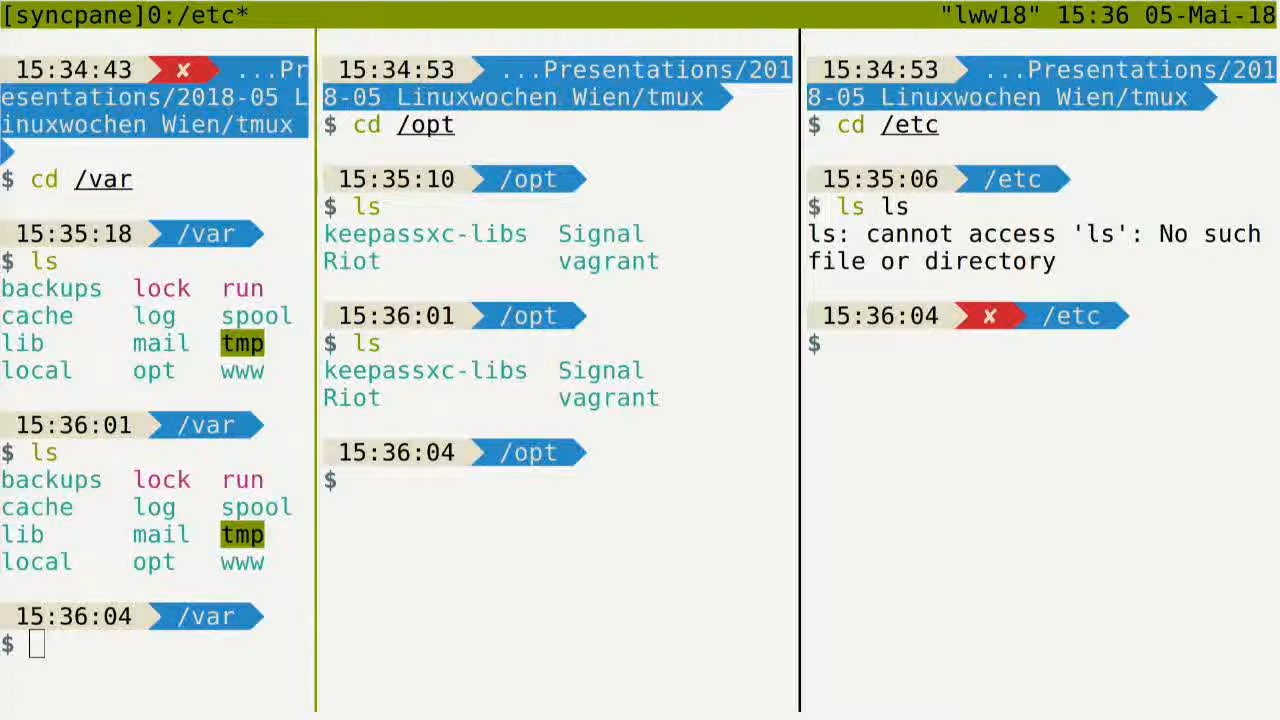 [syncpane]0:/etc* "lww18" 15:36 05-Mai-18
15:34:43 ✘ ...Pr
esentations/2018-05 L
inuxwochen Wien/tmux
$ cd /var
15:35:18 /var
$ ls
backups lock run
cache log spool
lib mail tmp
local opt www
15:36:01 /var
$ ls
backups lock run
cache log spool
lib mail tmp
local opt www
15:36:04 /var
$
15:34:53 ...Presentations/201
8-05 Linuxwochen Wien/tmux
$ cd /opt
15:35:10 /opt
$ ls
keepassxc-libs Signal
Riot vagrant
15:36:01 /opt
$ ls
keepassxc-libs Signal
Riot vagrant
15:36:04 /opt
$
15:34:53 ...Presentations/201
8-05 Linuxwochen Wien/tmux
$ cd /etc
15:35:06 /etc
$ ls ls
ls: cannot access 'ls': No such
file or directory
15:36:04 ✘ /etc
$